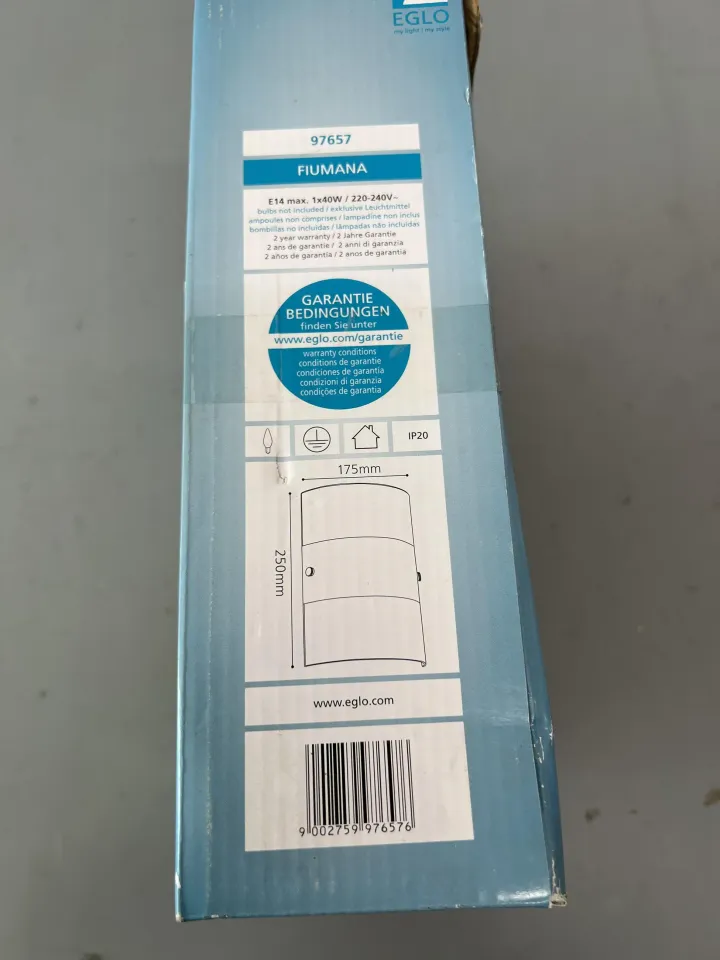 EGLO
my light | my style
97657
FIUMANA
E14 max. 1x40W / 220-240V~
bulbs not included / exklusive Leuchtmittel
ampoules non comprises / lampadine non inclus
bombillas no incluidas / lâmpadas não incluidas
2 year warranty / 2 Jahre Garantie
2 ans de garantie / 2 anni di garanzia
2 años de garantia / 2 anos de garantia
GARANTIE
BEDINGUNGEN
finden Sie unter
www.eglo.com/garantie
warranty conditions
conditions de garantie
condiciones de garantía
condizioni di garanzia
condições de garantia
IP20
175mm
250mm
www.eglo.com
9 002759 976576